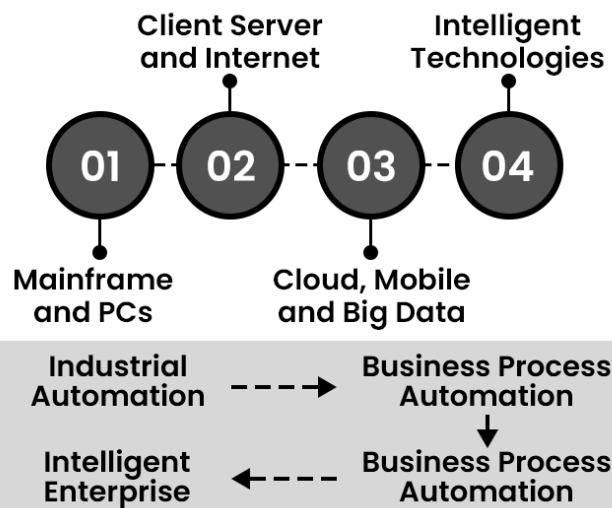 Client Server
and Internet
Intelligent
Technologies
01
02
03
04
Mainframe
and PCs
Cloud, Mobile
and Big Data
Industrial
Automation
Business Process
Automation
Intelligent
Enterprise
Business Process
Automation